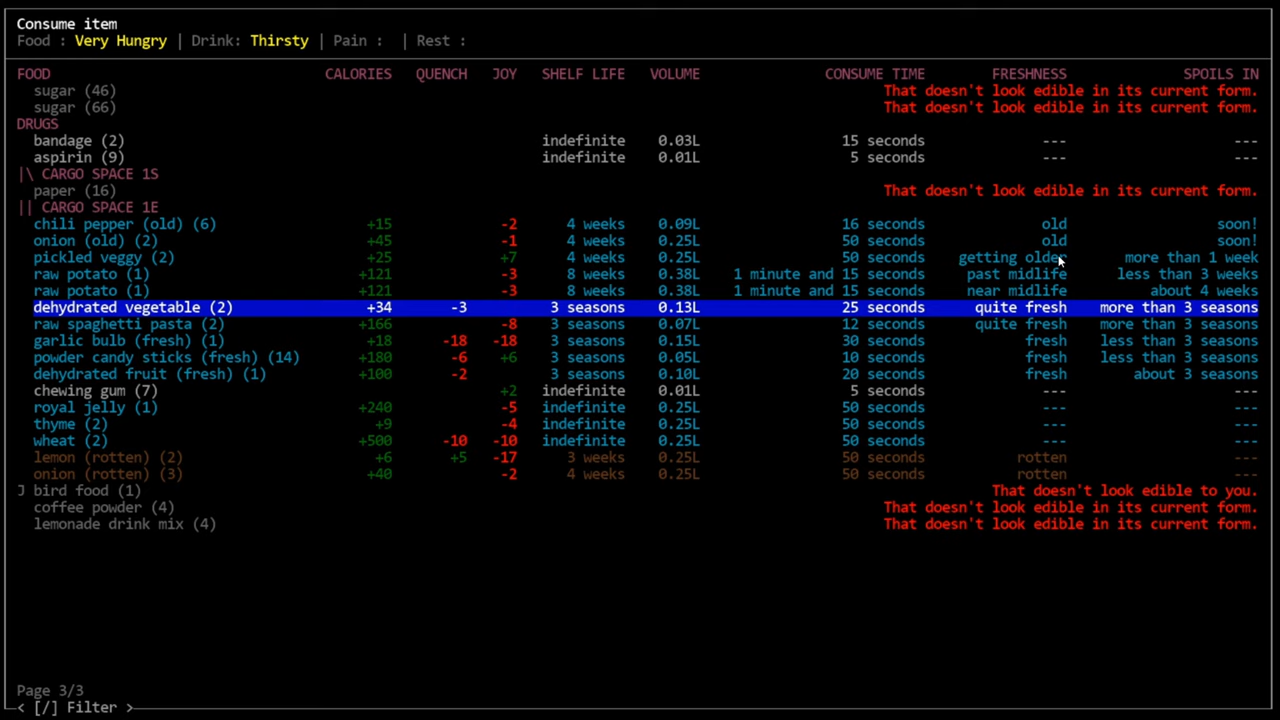 Consume item
Food : Very Hungry | Drink: Thirsty | Pain :  | Rest :
FOOD CALORIES QUENCH JOY SHELF LIFE VOLUME CONSUME TIME FRESHNESS SPOILS IN
sugar (46) That doesn't look edible in its current form.
sugar (66) That doesn't look edible in its current form.
DRUGS
bandage (2) indefinite 0.03L 15 seconds --- ---
aspirin (9) indefinite 0.01L 5 seconds --- ---
|\ CARGO SPACE 1S
paper (16) That doesn't look edible in its current form.
|| CARGO SPACE 1E
chili pepper (old) (6) +15 -2 4 weeks 0.09L 16 seconds old soon!
onion (old) (2) +45 -1 4 weeks 0.25L 50 seconds old soon!
pickled veggy (2) +25 +7 4 weeks 0.25L 50 seconds getting older more than 1 week
raw potato (1) +121 -3 8 weeks 0.38L 1 minute and 15 seconds past midlife less than 3 weeks
raw potato (1) +121 -3 8 weeks 0.38L 1 minute and 15 seconds near midlife about 4 weeks
dehydrated vegetable (2) +34 -3 3 seasons 0.13L 25 seconds quite fresh more than 3 seasons
raw spaghetti pasta (2) +166 -8 3 seasons 0.07L 12 seconds quite fresh more than 3 seasons
garlic bulb (fresh) (1) +18 -18 -18 3 seasons 0.15L 30 seconds fresh less than 3 seasons
powder candy sticks (fresh) (14) +180 -6 +6 3 seasons 0.05L 10 seconds fresh less than 3 seasons
dehydrated fruit (fresh) (1) +100 -2 3 seasons 0.10L 20 seconds fresh about 3 seasons
chewing gum (7) +2 indefinite 0.01L 5 seconds --- ---
royal jelly (1) +240 -5 indefinite 0.25L 50 seconds --- ---
thyme (2) +9 -4 indefinite 0.25L 50 seconds --- ---
wheat (2) +500 -10 -10 indefinite 0.25L 50 seconds --- ---
lemon (rotten) (2) +6 +5 -17 3 weeks 0.25L 50 seconds rotten ---
onion (rotten) (3) +40 -2 4 weeks 0.25L 50 seconds rotten ---
J bird food (1) That doesn't look edible to you.
coffee powder (4) That doesn't look edible in its current form.
lemonade drink mix (4) That doesn't look edible in its current form.
Page 3/3
< [/] Filter >